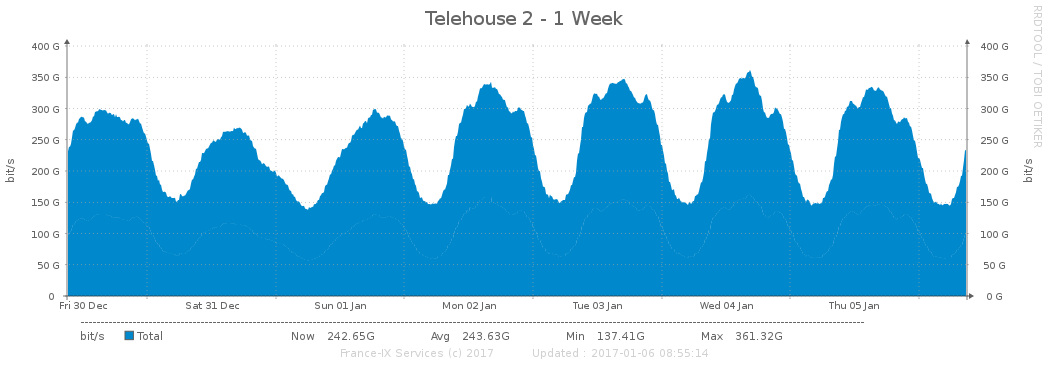 Telehouse 2 - 1 Week
RRDTOOL / TOBI OETIKER
400 G 400 G
350 G 350 G
300 G 300 G
250 G 250 G
200 G 200 G
150 G 150 G
100 G 100 G
50 G 50 G
0 0 G
bit/s bit/s
Fri 30 Dec Sat 31 Dec Sun 01 Jan Mon 02 Jan Tue 03 Jan Wed 04 Jan Thu 05 Jan
bit/s Total Now 242.65G Avg 243.63G Min 137.41G Max 361.32G
France-IX Services (c) 2017 Updated : 2017-01-06 08:55:14